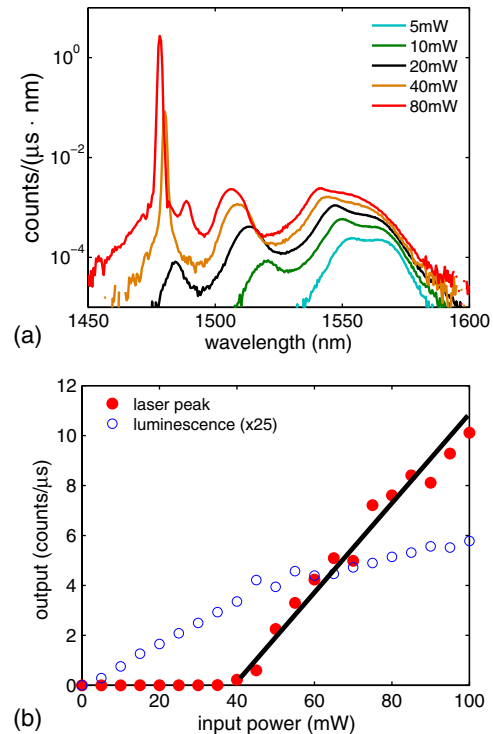 5mW
10mW
20mW
40mW
80mW
10⁰
10⁻²
10⁻⁴
counts/(μs · nm)
1450 1500 1550 1600
wavelength (nm)
(a)
laser peak
luminescence (x25)
12
10
8
6
4
2
0
output (counts/μs)
0 20 40 60 80 100
input power (mW)
(b)